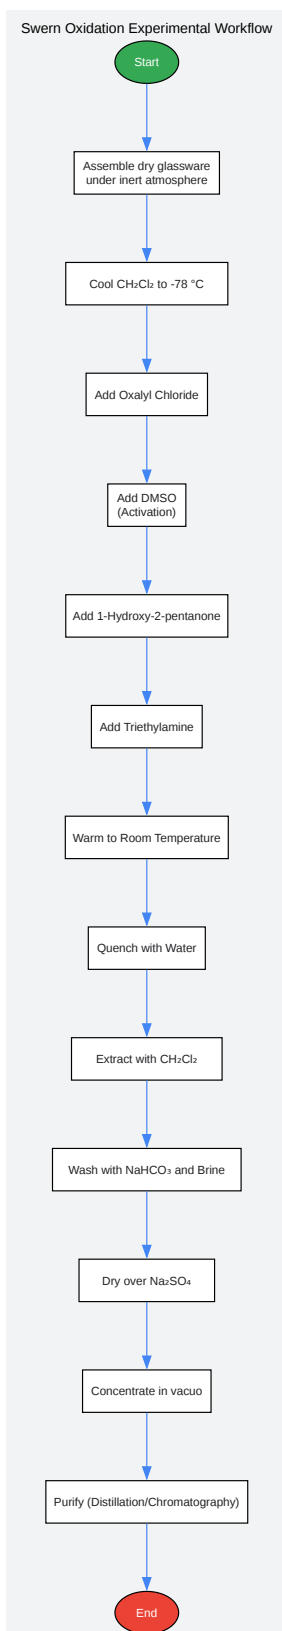 Swern Oxidation Experimental Workflow
Start
Assemble dry glassware
under inert atmosphere
Cool CH₂Cl₂ to -78 °C
Add Oxalyl Chloride
Add DMSO
(Activation)
Add 1-Hydroxy-2-pentanone
Add Triethylamine
Warm to Room Temperature
Quench with Water
Extract with CH₂Cl₂
Wash with NaHCO₃ and Brine
Dry over Na₂SO₄
Concentrate in vacuo
Purify (Distillation/Chromatography)
End